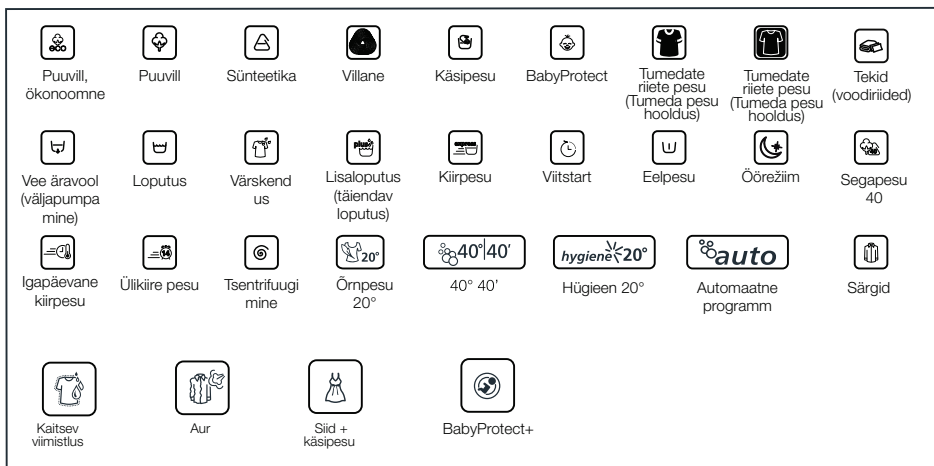 eco
Puuvill,
ökonoomne
Puuvill
Sünteetika
Villane
Käsipesu
BabyProtect
Tumedate
riiete pesu
(Tumeda pesu
hooldus)
Tumedate
riiete pesu
(Tumeda pesu
hooldus)
Tekid
(voodiriided)
Vee äravool
(väljapumpa
mine)
Loputus
Värskend
us
plus
Lisaloputus
(täiendav
loputus)
express
Kiirpesu
Viitstart
Eelpesu
Öörežiim
Segapesu
40
Igapäevane
kiirpesu
14
Ülikiire pesu
Tsentrifuugi
mine
20°
Õrnpesu
20°
40° 40'
40° 40'
hygiene 20°
Hügieen 20°
auto
Automaatne
programm
Särgid
Kaitsev
viimistlus
Aur
Siid +
käsipesu
BabyProtect+